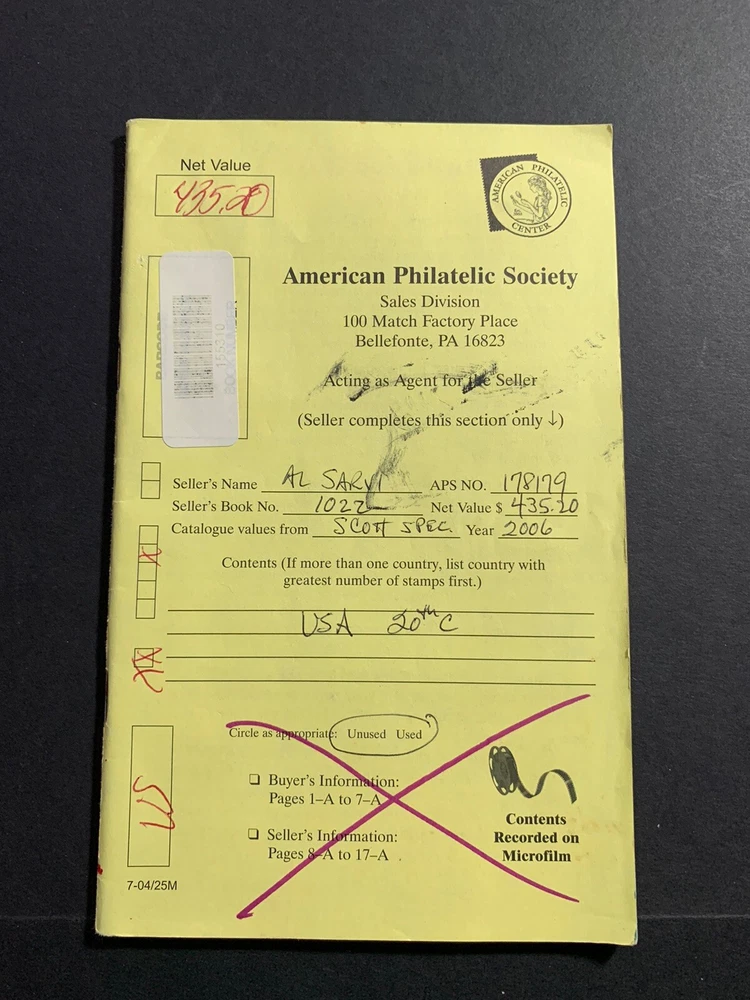 Net Value
435.20
AMERICAN PHILATELIC
CENTER
American Philatelic Society
Sales Division
100 Match Factory Place
Bellefonte, PA 16823
Acting as Agent for the Seller
(Seller completes this section only ↓)
Seller's Name AL SARVI APS NO. 178179
Seller's Book No. 1022 Net Value $ 435.20
Catalogue values from SCOTT SPEC. Year 2006
Contents (If more than one country, list country with
greatest number of stamps first.)
USA 20th C
Circle as appropriate: Unused Used
❏ Buyer's Information:
Pages 1–A to 7–A
❏ Seller's Information:
Pages 8–A to 17–A
Contents
Recorded on
Microfilm
US
7-04/25M